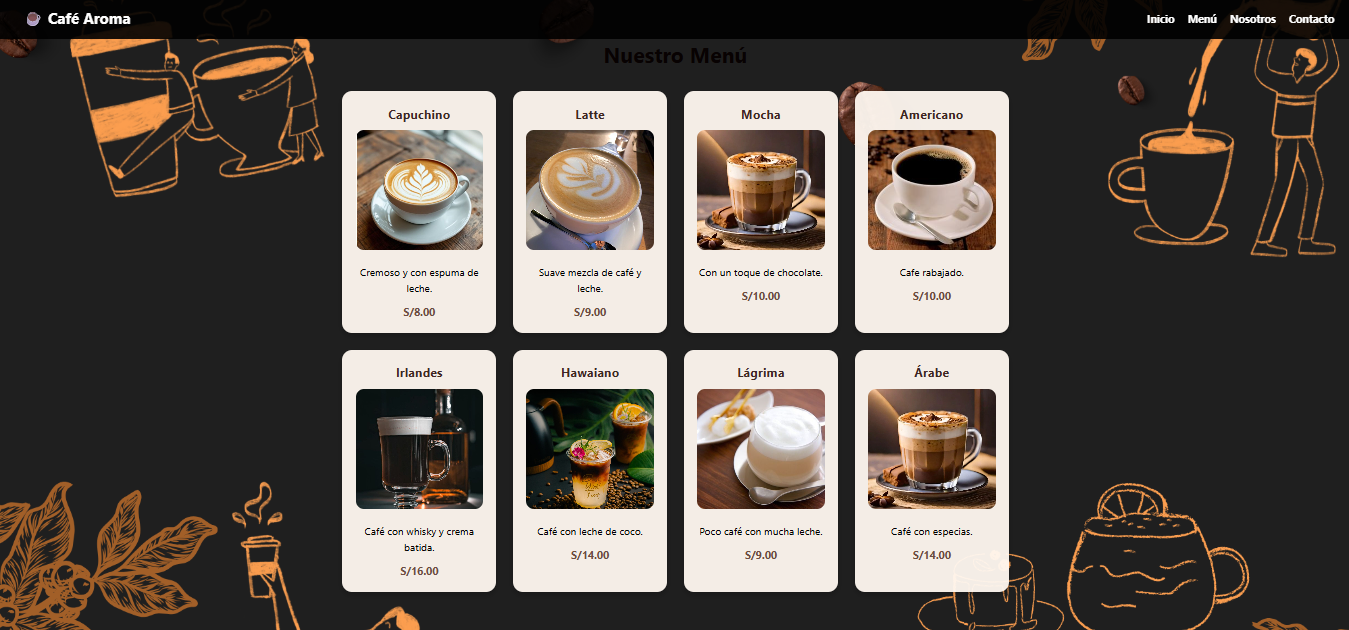 Café Aroma
Inicio Menú Nosotros Contacto
Nuestro Menú
Capuchino
Cremoso y con espuma de
leche.
S/8.00
Latte
Suave mezcla de café y
leche.
S/9.00
Mocha
Con un toque de chocolate.
S/10.00
Americano
Cafe rabajado.
S/10.00
Irlandes
Café con whisky y crema
batida.
S/16.00
Hawaiano
Café con leche de coco.
S/14.00
Lágrima
Poco café con mucha leche.
S/9.00
Árabe
Café con especias.
S/14.00